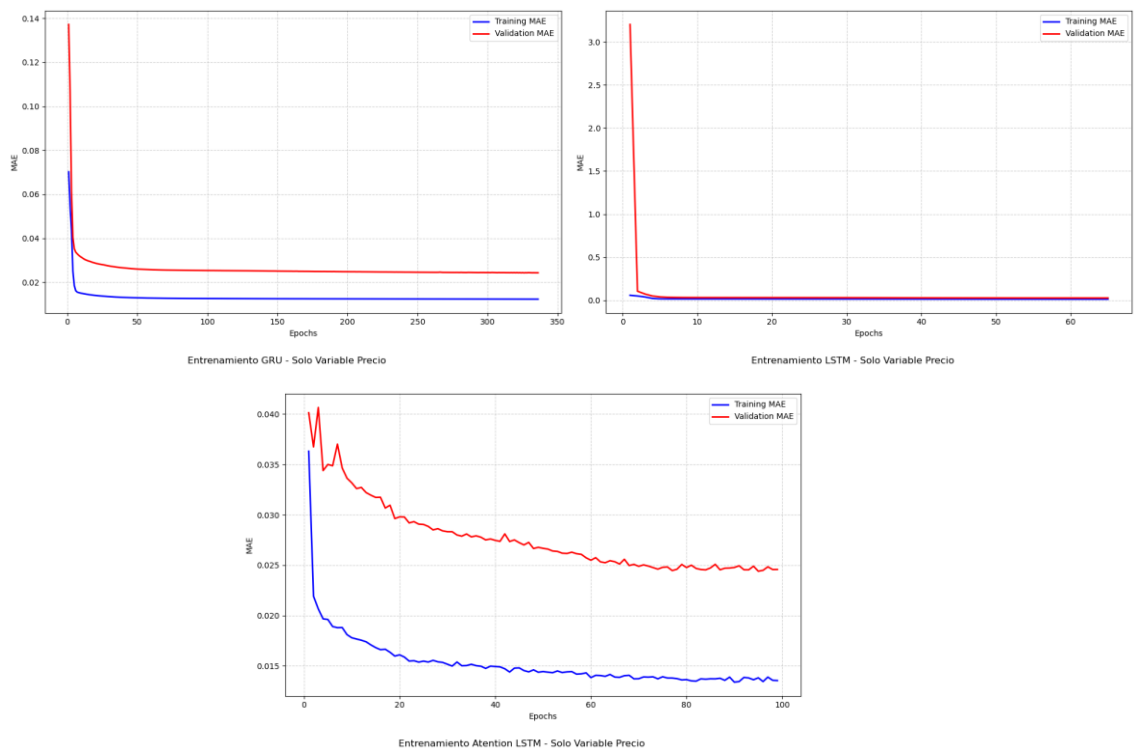 0.14
0.12
0.10
0.08
0.06
0.04
0.02
MAE
Training MAE
Validation MAE
0 50 100 150 200 250 300 350
Epochs
Entrenamiento GRU - Solo Variable Precio
3.0
2.5
2.0
1.5
1.0
0.5
0.0
MAE
Training MAE
Validation MAE
0 10 20 30 40 50 60
Epochs
Entrenamiento LSTM - Solo Variable Precio
0.040
0.035
0.030
0.025
0.020
0.015
MAE
Training MAE
Validation MAE
0 20 40 60 80 100
Epochs
Entrenamiento Atention LSTM - Solo Variable Precio